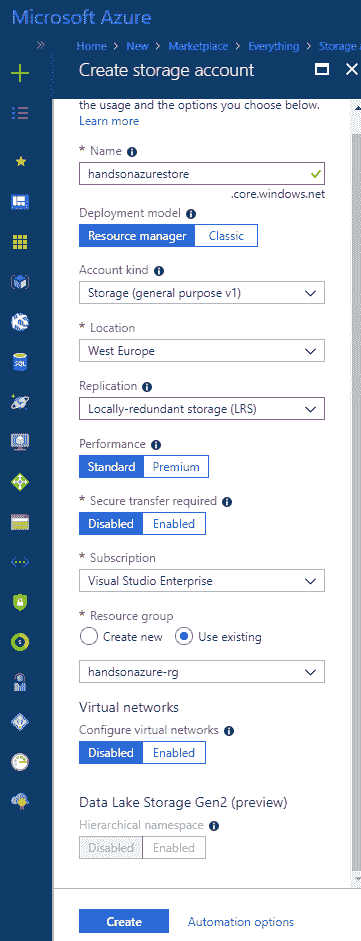 Microsoft Azure
Home > New > Marketplace > Everything > Storage
Create storage account
the usage and the options you choose below.
Learn more
* Name
handsonazurestore
.core.windows.net
Deployment model
Resource manager Classic
Account kind
Storage (general purpose v1)
* Location
West Europe
Replication
Locally-redundant storage (LRS)
Performance
Standard Premium
* Secure transfer required
Disabled Enabled
* Subscription
Visual Studio Enterprise
* Resource group
Create new Use existing
handsonazure-rg
Virtual networks
Configure virtual networks
Disabled Enabled
Data Lake Storage Gen2 (preview)
Hierarchical namespace
Disabled Enabled
Create Automation options